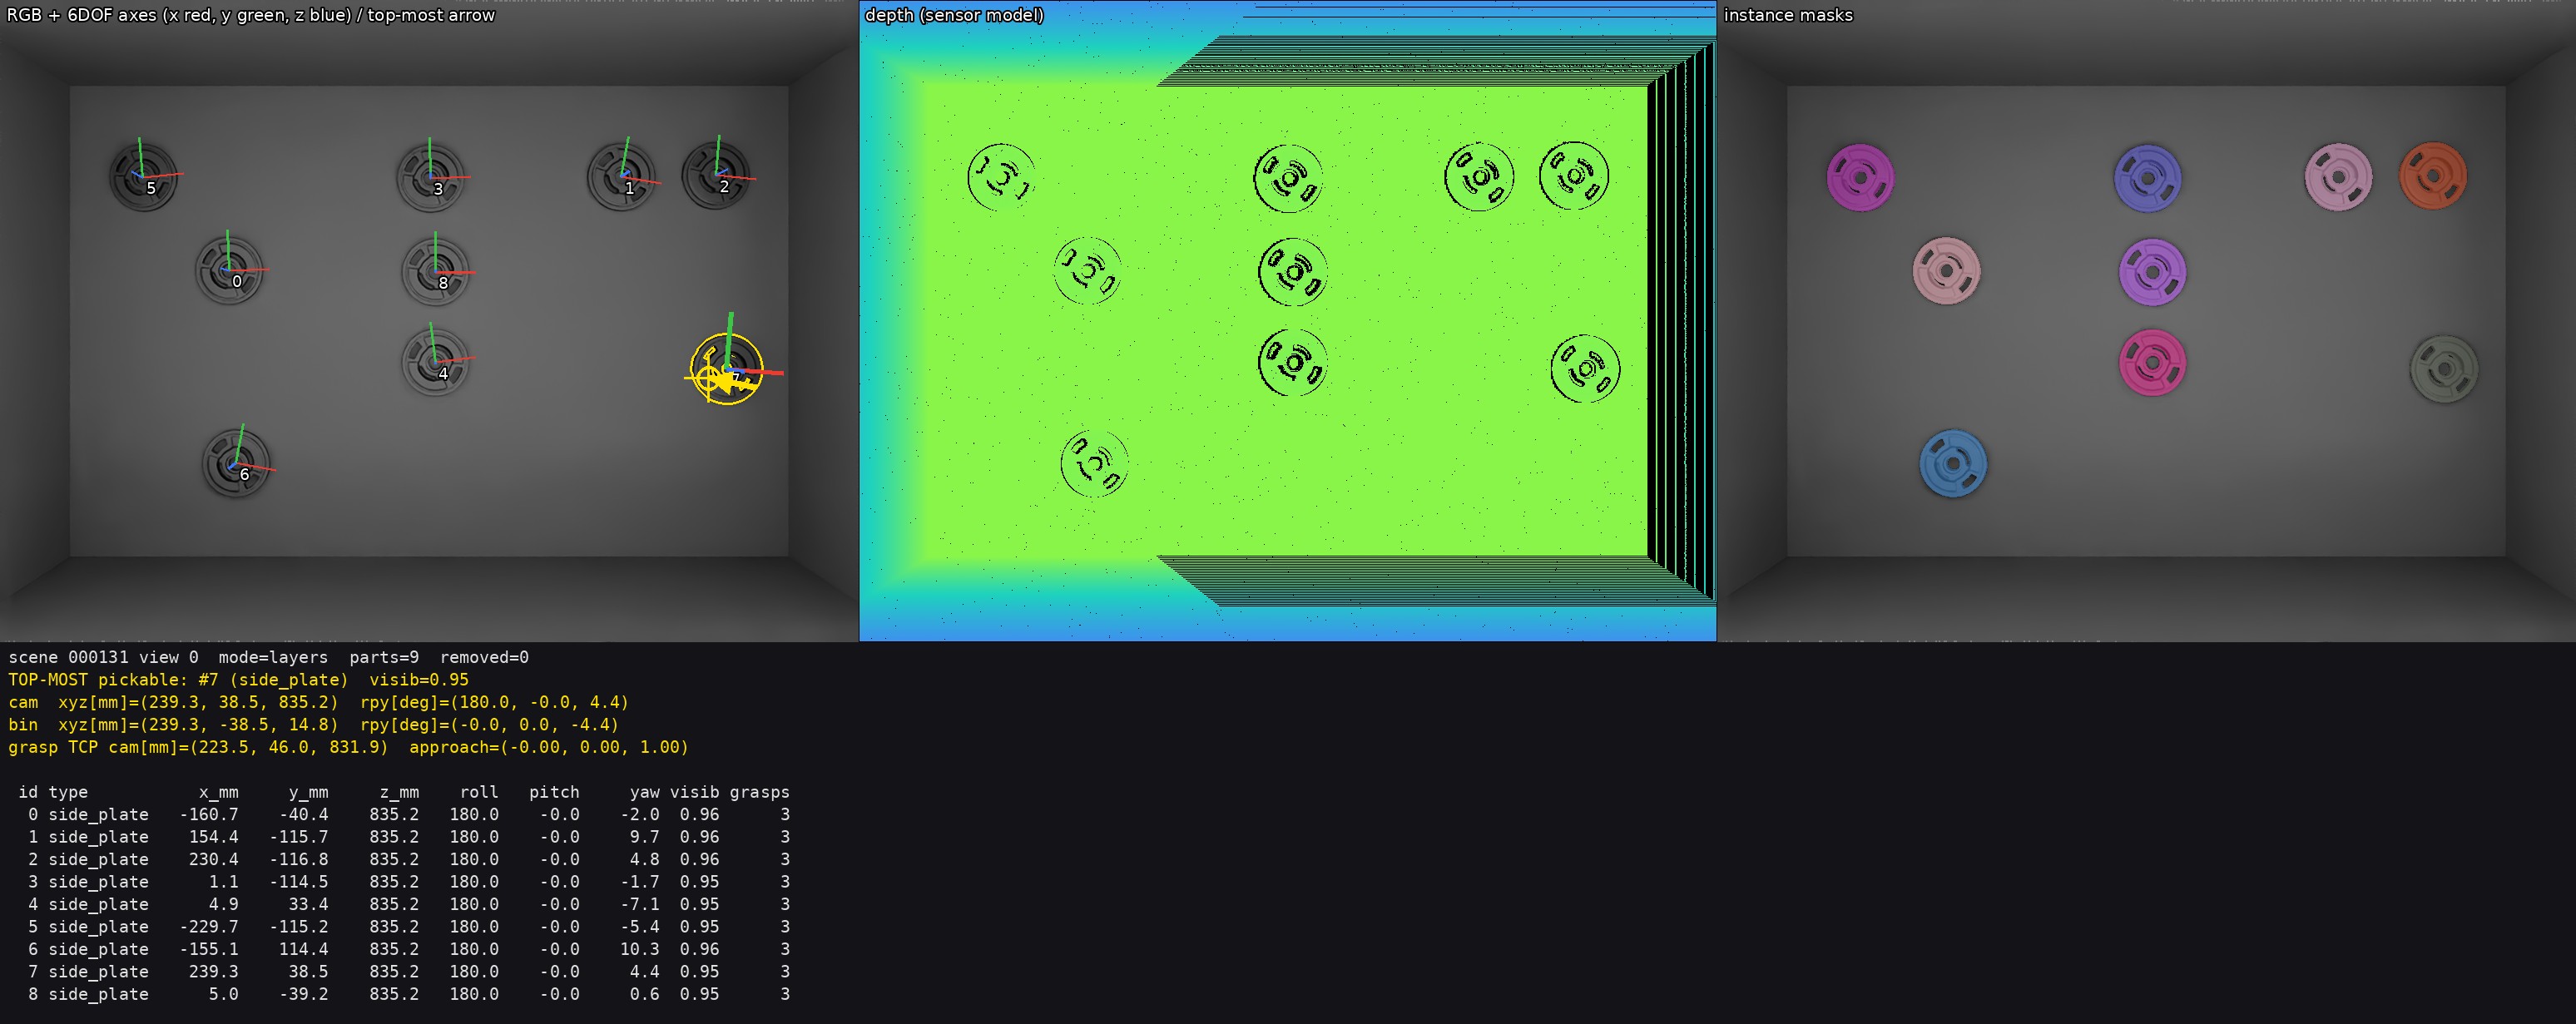 RGB + 6DOF axes (x red, y green, z blue) / top-most arrow
depth (sensor model)
instance masks
5
3
1
2
0
8
4
7
6
scene 000131 view 0  mode=layers  parts=9  removed=0
TOP-MOST pickable: #7 (side_plate)  visib=0.95
cam  xyz[mm]=(239.3, 38.5, 835.2)  rpy[deg]=(180.0, -0.0, 4.4)
bin  xyz[mm]=(239.3, -38.5, 14.8)  rpy[deg]=(-0.0, 0.0, -4.4)
grasp TCP cam[mm]=(223.5, 46.0, 831.9)  approach=(-0.00, 0.00, 1.00)
id type x_mm y_mm z_mm roll pitch yaw visib grasps
0 side_plate -160.7 -40.4 835.2 180.0 -0.0 -2.0 0.96 3
1 side_plate 154.4 -115.7 835.2 180.0 -0.0 9.7 0.96 3
2 side_plate 230.4 -116.8 835.2 180.0 -0.0 4.8 0.96 3
3 side_plate 1.1 -114.5 835.2 180.0 -0.0 -1.7 0.95 3
4 side_plate 4.9 33.4 835.2 180.0 -0.0 -7.1 0.95 3
5 side_plate -229.7 -115.2 835.2 180.0 -0.0 -5.4 0.95 3
6 side_plate -155.1 114.4 835.2 180.0 -0.0 10.3 0.96 3
7 side_plate 239.3 38.5 835.2 180.0 -0.0 4.4 0.95 3
8 side_plate 5.0 -39.2 835.2 180.0 -0.0 0.6 0.95 3